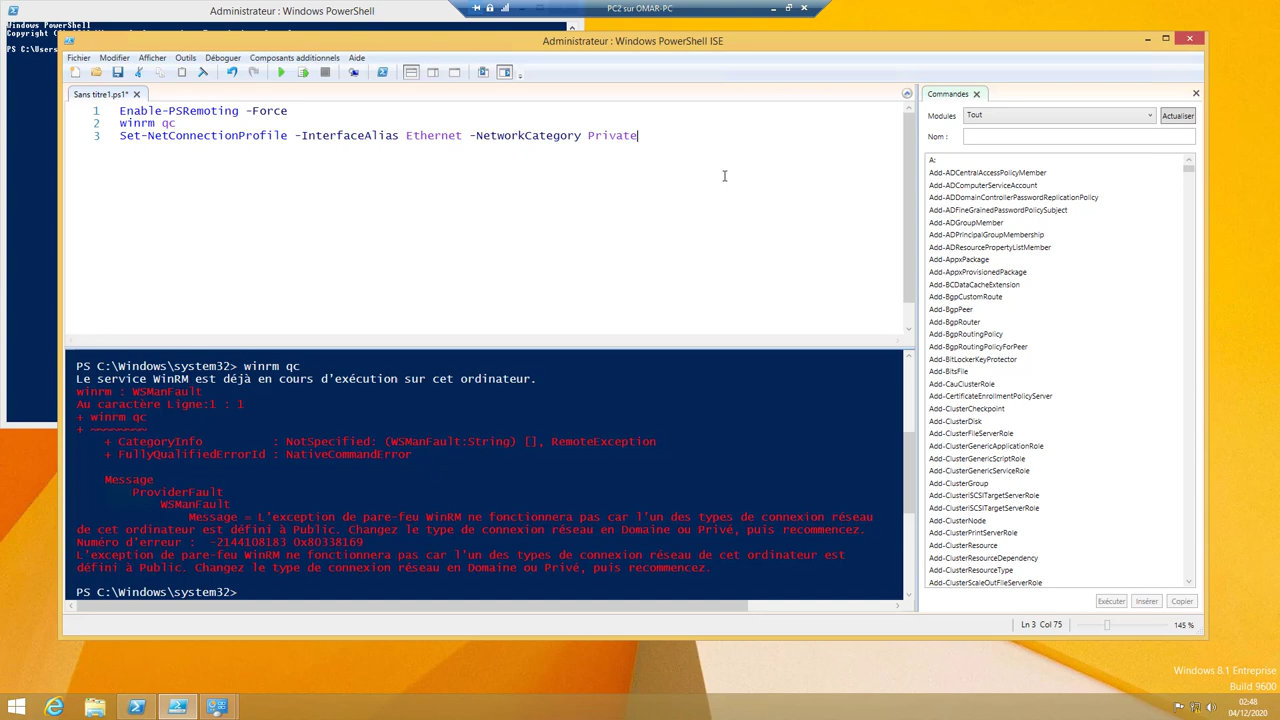 Administrateur : Windows PowerShell
PC2 sur OMAR-PC
Windows PowerShell
Copyright (
PS C:\Users
Administrateur : Windows PowerShell ISE
Fichier Modifier Afficher Outils Déboguer Composants additionnels Aide
Sans titre1.ps1* X
1 Enable-PSRemoting -Force
2 winrm qc
3 Set-NetConnectionProfile -InterfaceAlias Ethernet -NetworkCategory Private
PS C:\Windows\system32> winrm qc
Le service WinRM est déjà en cours d'exécution sur cet ordinateur.
winrm : WSManFault
Au caractère Ligne:1 : 1
+ winrm qc
+ ~~~~~~~~
+ CategoryInfo : NotSpecified: (WSManFault:String) [], RemoteException
+ FullyQualifiedErrorId : NativeCommandError
Message
ProviderFault
WSManFault
Message = L'exception de pare-feu WinRM ne fonctionnera pas car l'un des types de connexion réseau
de cet ordinateur est défini à Public. Changez le type de connexion réseau en Domaine ou Privé, puis recommencez.
Numéro d'erreur : -2144108183 0x80338169
L'exception de pare-feu WinRM ne fonctionnera pas car l'un des types de connexion réseau de cet ordinateur est
défini à Public. Changez le type de connexion réseau en Domaine ou Privé, puis recommencez.
PS C:\Windows\system32>
Commandes
Modules Tout Actualiser
Nom :
A:
Add-ADCentralAccessPolicyMember
Add-ADComputerServiceAccount
Add-ADDomainControllerPasswordReplicationPolicy
Add-ADFineGrainedPasswordPolicySubject
Add-ADGroupMember
Add-ADPrincipalGroupMembership
Add-ADResourcePropertyListMember
Add-AppxPackage
Add-AppxProvisionedPackage
Add-BCDataCacheExtension
Add-BgpCustomRoute
Add-BgpPeer
Add-BgpRouter
Add-BgpRoutingPolicy
Add-BgpRoutingPolicyForPeer
Add-BitLockerKeyProtector
Add-BitsFile
Add-CauClusterRole
Add-CertificateEnrollmentPolicyServer
Add-ClusterCheckpoint
Add-ClusterDisk
Add-ClusterFileServerRole
Add-ClusterGenericApplicationRole
Add-ClusterGenericScriptRole
Add-ClusterGenericServiceRole
Add-ClusterGroup
Add-ClusteriSCSITargetServerRole
Add-ClusteriSCSITargetServerRole
Add-ClusterNode
Add-ClusterPrintServerRole
Add-ClusterResource
Add-ClusterResourceDependency
Add-ClusterResourceType
Add-ClusterScaleOutFileServerRole
Exécuter Insérer Copier
Ln 3 Col 75 145 %
Windows 8.1 Entreprise
Build 9600
02:48
04/12/2020